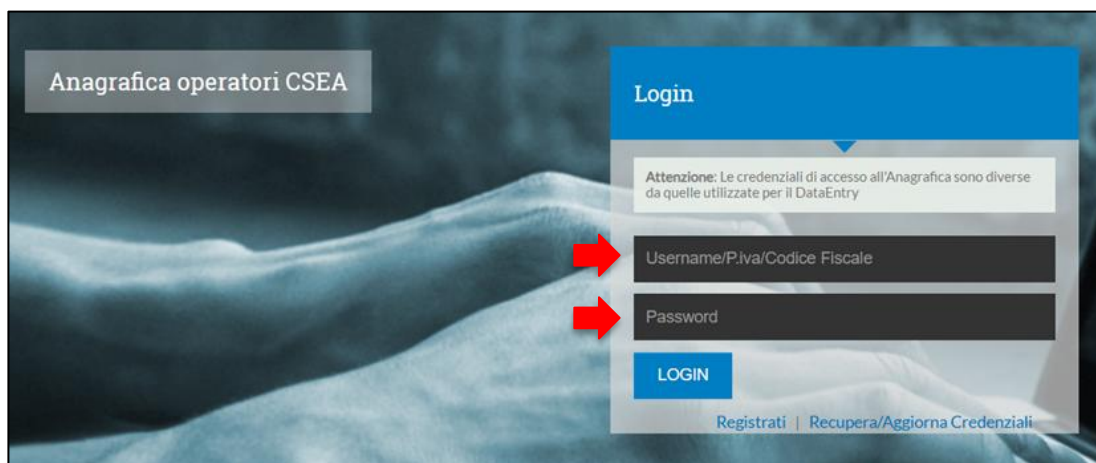 Anagrafica operatori CSEA
Login
Attenzione: Le credenziali di accesso all'Anagrafica sono diverse
da quelle utilizzate per il DataEntry
Username/P.iva/Codice Fiscale
Password
LOGIN
Registrati | Recupera/Aggiorna Credenziali